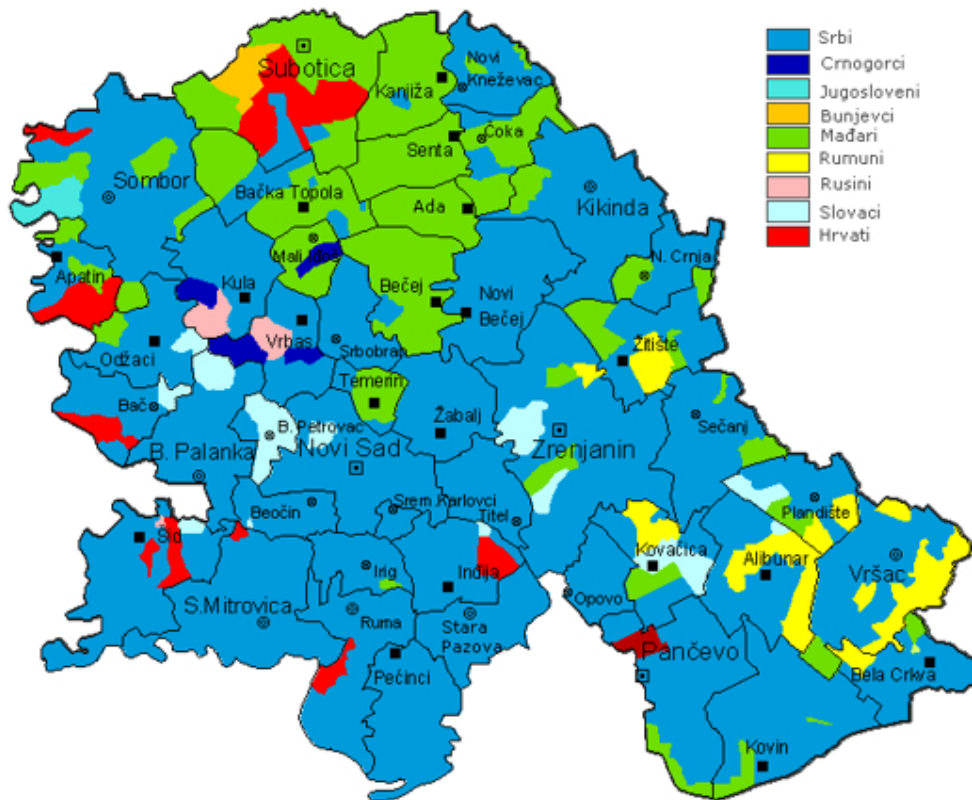 Srbi
Crnogorci
Jugosloveni
Bunjevci
Mađari
Rumuni
Rusini
Slovaci
Hrvati
Subotica
Kanjiža
Novi
Kneževac
Senta
Čoka
Sombor
Bačka Topola
Ada
Kikinda
Mali Iđoš
N. Crnja
Apatin
Kula
Bečej
Novi
Bečej
Vrbas
Srbobran
Odžaci
Žitište
Temerin
Bač
B. Petrovac
Žabalj
Sečanj
B. Palanka
Novi Sad
Zrenjanin
Beočin
Srem.Karlovci
Titel
Plandište
Šid
Irig
Inđija
Kovačica
Alibunar
Vršac
S.Mitrovica
Ruma
Stara
Pazova
Opovo
Pančevo
Pećinci
Bela Crkva
Kovin